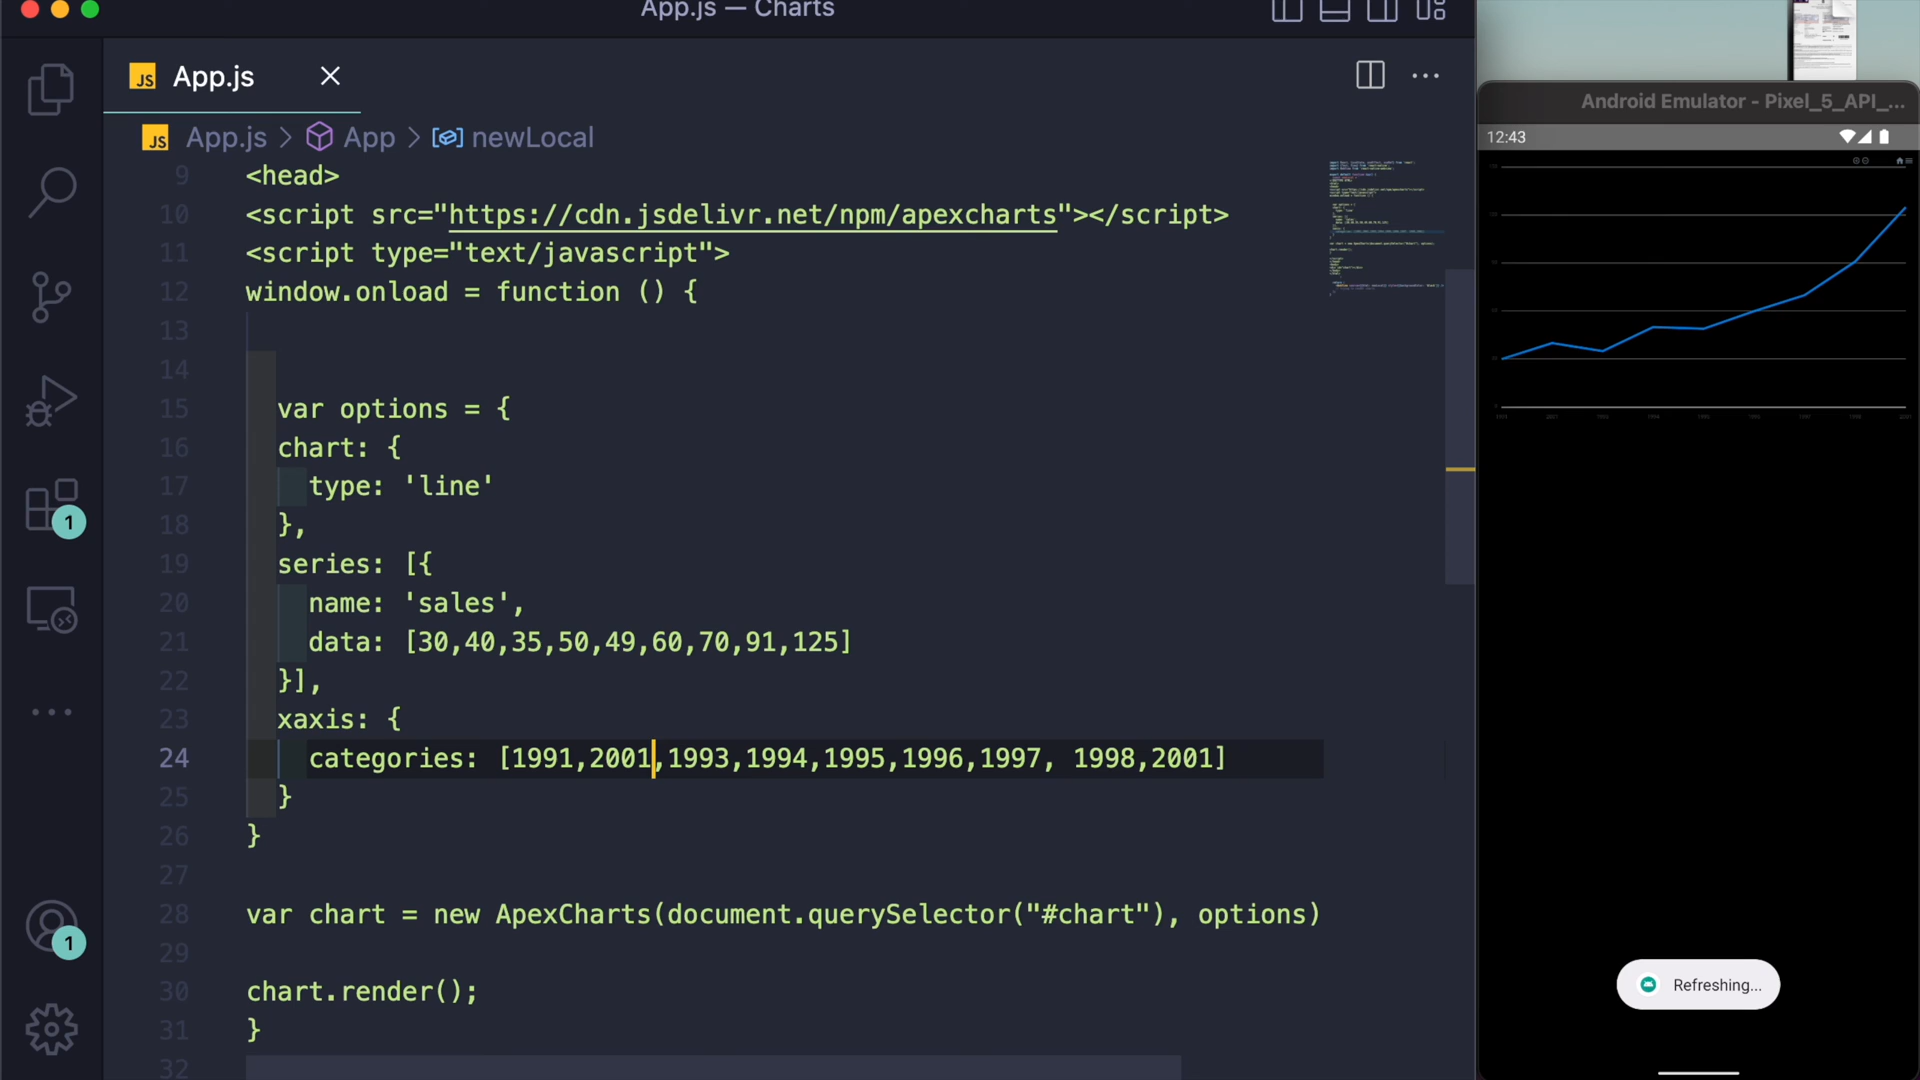 App.js — Charts
JS App.js
JS App.js > App > newLocal
9 <head>
10 <script src="https://cdn.jsdelivr.net/npm/apexcharts"></script>
11 <script type="text/javascript">
12 window.onload = function () {
13
14
15 var options = {
16 chart: {
17 type: 'line'
18 },
19 series: [{
20 name: 'sales',
21 data: [30,40,35,50,49,60,70,91,125]
22 }],
23 xaxis: {
24 categories: [1991,2001,1993,1994,1995,1996,1997, 1998,2001]
25 }
26 }
27
28 var chart = new ApexCharts(document.querySelector("#chart"), options)
29
30 chart.render();
31 }
32
1
1
Android Emulator - Pixel_5_API_...
12:43
Refreshing...